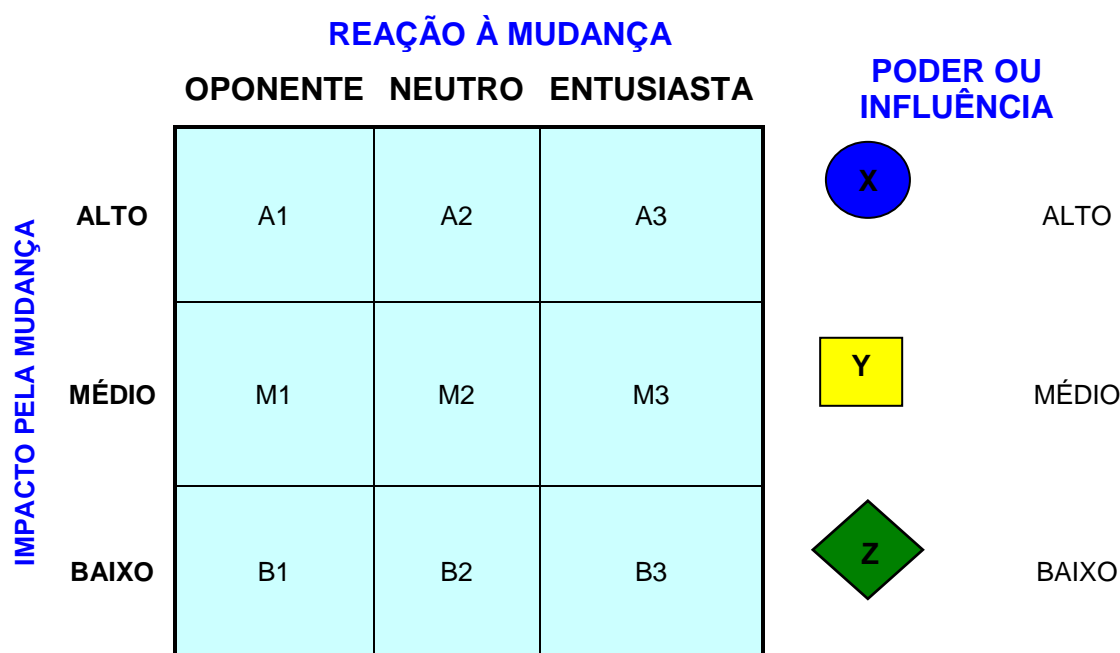 REAÇÃO À MUDANÇA
OPONENTE NEUTRO ENTUSIASTA
PODER OU
INFLUÊNCIA
IMPACTO PELA MUDANÇA
ALTO A1 A2 A3 X ALTO
MÉDIO M1 M2 M3 Y MÉDIO
BAIXO B1 B2 B3 Z BAIXO